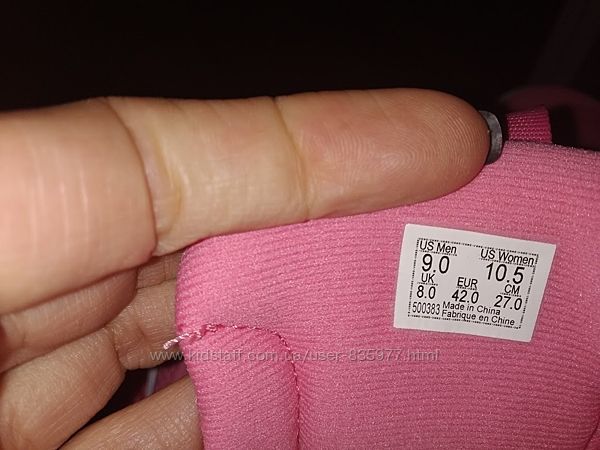 US Men US Women
9.0 10.5
UK EUR CM
8.0 42.0 27.0
500383 Made in China
Fabrique en Chine
www.kidstaff.com.ua/user-835977.html